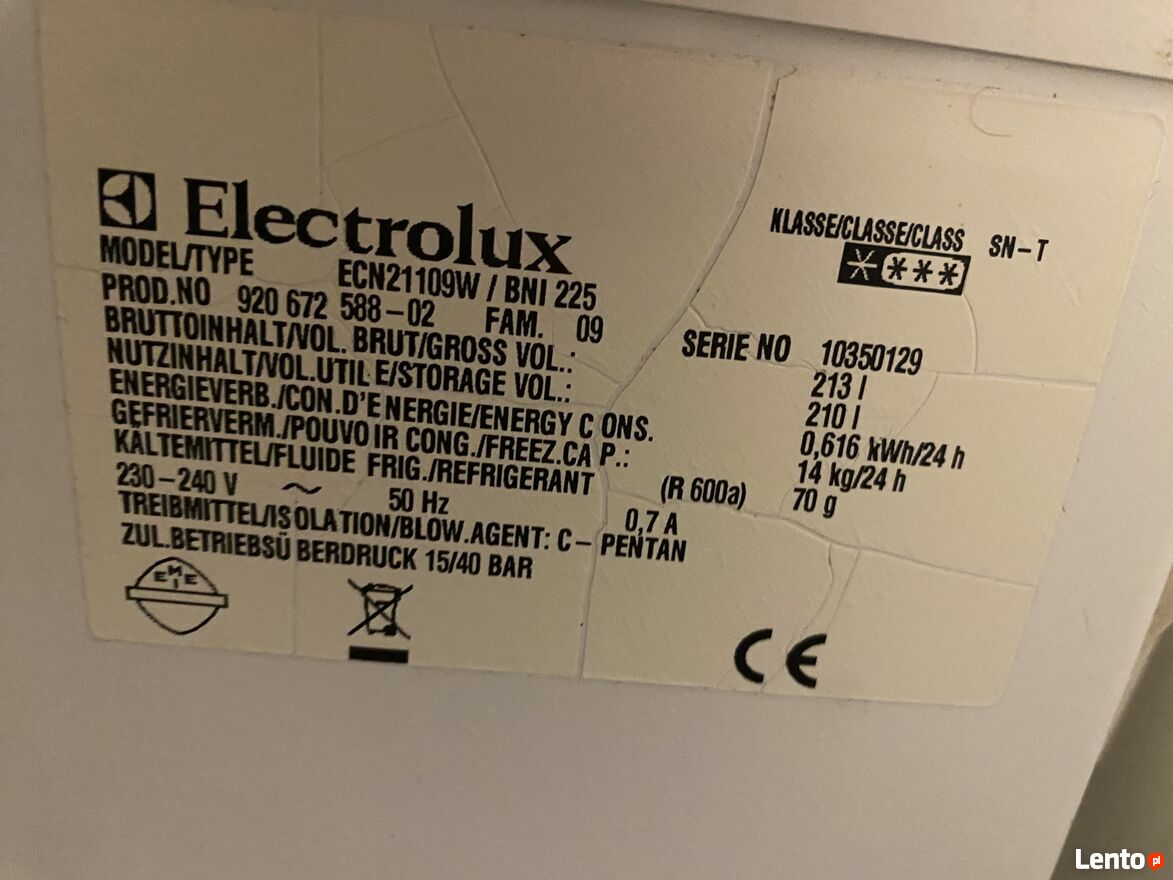 Electrolux
KLASSE/CLASSE/CLASS SN-T
MODEL/TYPE ECN21109W / BNI 225
PROD.NO 920 672 588-02 FAM. 09
SERIE NO 10350129
BRUTTOINHALT/VOL. BRUT/GROSS VOL.: 213 l
NUTZINHALT/VOL.UTILE/STORAGE VOL.: 210 l
ENERGIEVERB./CON.D'ENERGIE/ENERGY CONS. 0,616 kWh/24 h
GEFRIERVERM./POUVOIR CONG./FREEZ.CAP.: 14 kg/24 h
KÄLTEMITTEL/FLUIDE FRIG./REFRIGERANT (R 600a) 70 g
230-240 V ~ 50 Hz 0,7 A
TREIBMITTEL/ISOLATION/BLOW.AGENT: C-PENTAN
ZUL.BETRIEBSÜBERDRUCK 15/40 BAR
EMEI
CE
Lento.pl